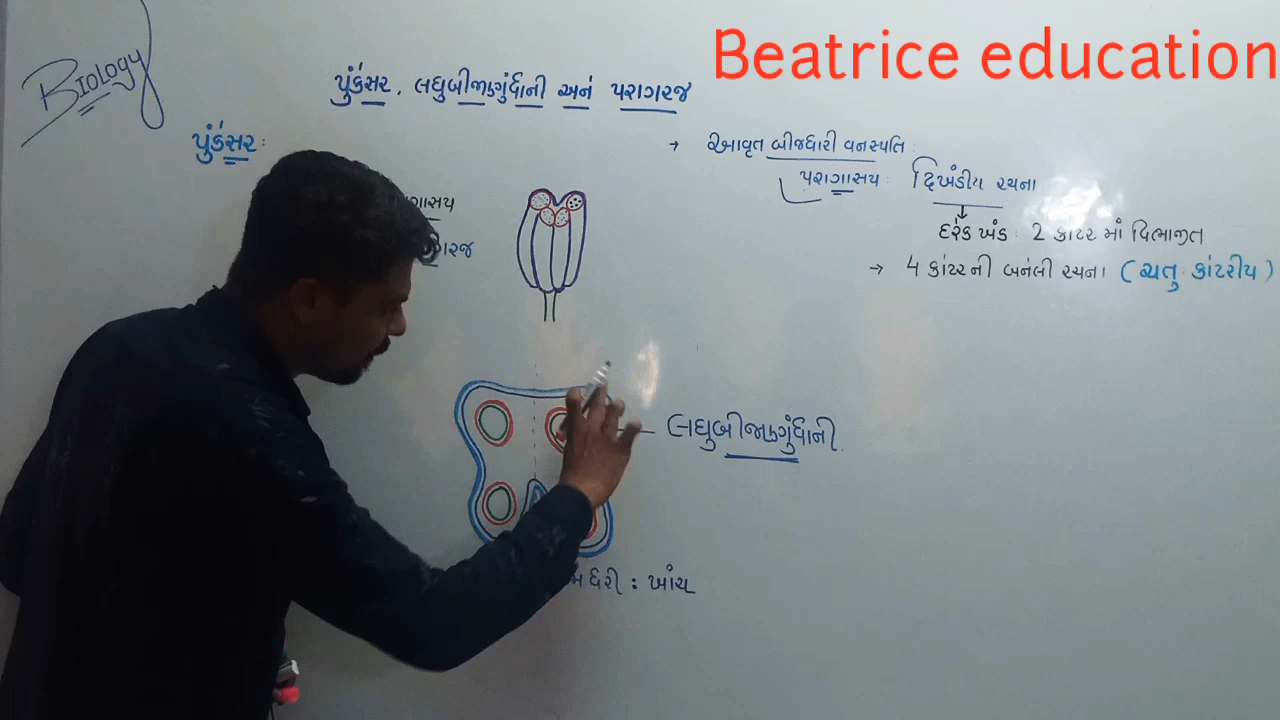 Beatrice education
BIOLOGY
પુંકેસર, લઘુબીજાણુધાની અને પરાગરજ
પુંકેસર:
→ આવૃત બીજધારી વનસ્પતિ:
પરાગાસય: દ્વિખંડીય રચના
દરેક ખંડ: 2 કોટર માં વિભાજીત
→ 4 કોટર ની બનેલી રચના (ચતુ: કોટરીય)
લઘુબીજાણુધાની.
ધરી : ખાંચ